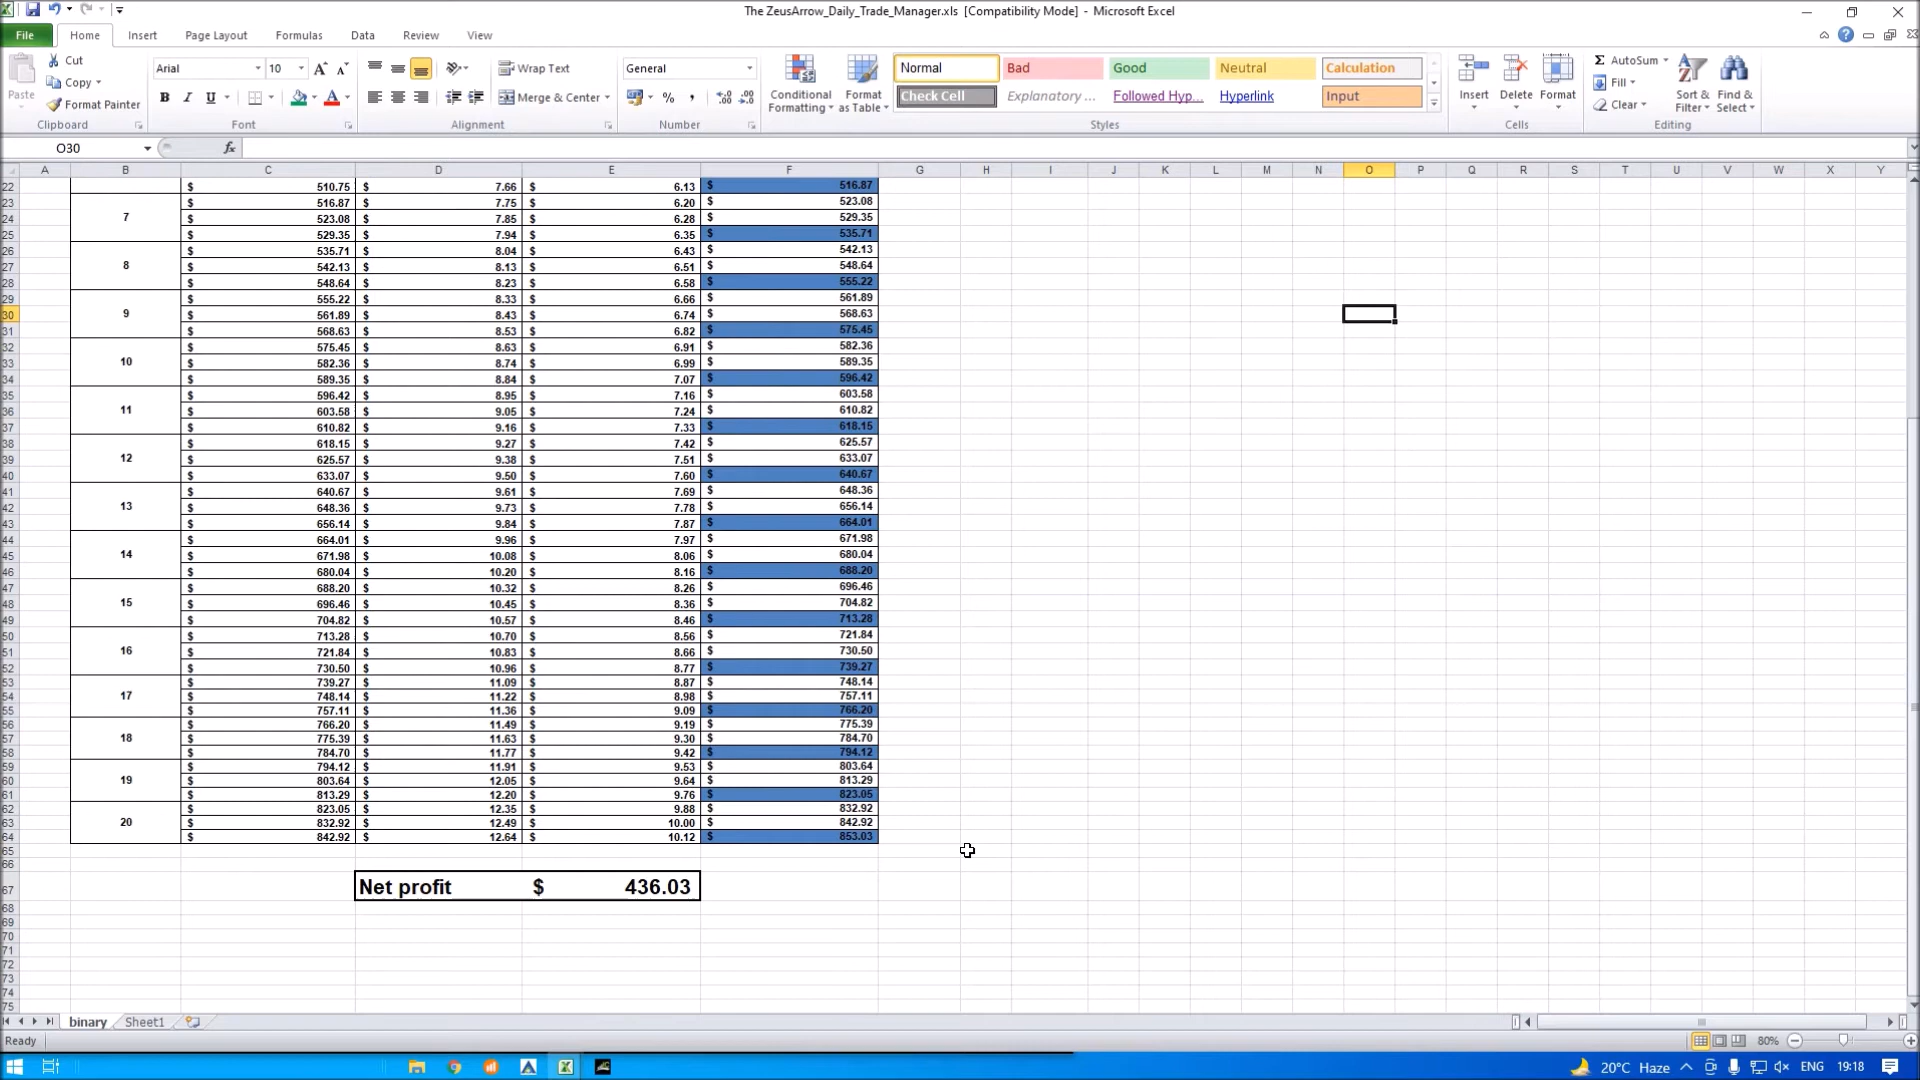 The ZeusArrow_Daily_Trade_Manager.xls [Compatibility Mode] - Microsoft Excel
File Home Insert Page Layout Formulas Data Review View
Cut
Copy
Format Painter
Paste
Clipboard
Arial 10
B I U
Font
Wrap Text
Merge & Center
Alignment
General
% ,
Number
Conditional Formatting
Format as Table
Normal Bad Good Neutral Calculation
Check Cell Explanatory ... Followed Hyp... Hyperlink Input
Styles
Insert Delete Format
Cells
Σ AutoSum
Fill
Clear
Sort & Filter
Find & Select
Editing
O30 fx
A B C D E F G H I J K L M N O P Q R S T U V W X Y
22 $ 510.75 $ 7.66 $ 6.13 $ 516.87
23 $ 516.87 $ 7.75 $ 6.20 $ 523.08
24 7 $ 523.08 $ 7.85 $ 6.28 $ 529.35
25 $ 529.35 $ 7.94 $ 6.35 $ 535.71
26 $ 535.71 $ 8.04 $ 6.43 $ 542.13
27 8 $ 542.13 $ 8.13 $ 6.51 $ 548.64
28 $ 548.64 $ 8.23 $ 6.58 $ 555.22
29 $ 555.22 $ 8.33 $ 6.66 $ 561.89
30 9 $ 561.89 $ 8.43 $ 6.74 $ 568.63
31 $ 568.63 $ 8.53 $ 6.82 $ 575.45
32 $ 575.45 $ 8.63 $ 6.91 $ 582.36
33 10 $ 582.36 $ 8.74 $ 6.99 $ 589.35
34 $ 589.35 $ 8.84 $ 7.07 $ 596.42
35 $ 596.42 $ 8.95 $ 7.16 $ 603.58
36 11 $ 603.58 $ 9.05 $ 7.24 $ 610.82
37 $ 610.82 $ 9.16 $ 7.33 $ 618.15
38 $ 618.15 $ 9.27 $ 7.42 $ 625.57
39 12 $ 625.57 $ 9.38 $ 7.51 $ 633.07
40 $ 633.07 $ 9.50 $ 7.60 $ 640.67
41 $ 640.67 $ 9.61 $ 7.69 $ 648.36
42 13 $ 648.36 $ 9.73 $ 7.78 $ 656.14
43 $ 656.14 $ 9.84 $ 7.87 $ 664.01
44 $ 664.01 $ 9.96 $ 7.97 $ 671.98
45 14 $ 671.98 $ 10.08 $ 8.06 $ 680.04
46 $ 680.04 $ 10.20 $ 8.16 $ 688.20
47 $ 688.20 $ 10.32 $ 8.26 $ 696.46
48 15 $ 696.46 $ 10.45 $ 8.36 $ 704.82
49 $ 704.82 $ 10.57 $ 8.46 $ 713.28
50 $ 713.28 $ 10.70 $ 8.56 $ 721.84
51 16 $ 721.84 $ 10.83 $ 8.66 $ 730.50
52 $ 730.50 $ 10.96 $ 8.77 $ 739.27
53 $ 739.27 $ 11.09 $ 8.87 $ 748.14
54 17 $ 748.14 $ 11.22 $ 8.98 $ 757.11
55 $ 757.11 $ 11.36 $ 9.09 $ 766.20
56 $ 766.20 $ 11.49 $ 9.19 $ 775.39
57 18 $ 775.39 $ 11.63 $ 9.30 $ 784.70
58 $ 784.70 $ 11.77 $ 9.42 $ 794.12
59 $ 794.12 $ 11.91 $ 9.53 $ 803.64
60 19 $ 803.64 $ 12.05 $ 9.64 $ 813.29
61 $ 813.29 $ 12.20 $ 9.76 $ 823.05
62 $ 823.05 $ 12.35 $ 9.88 $ 832.92
63 20 $ 832.92 $ 12.49 $ 10.00 $ 842.92
64 $ 842.92 $ 12.64 $ 10.12 $ 853.03
65
66
67 Net profit $ 436.03
68
69
70
71
72
73
74
75
binary Sheet1
Ready 80%
20°C Haze ENG 19:18